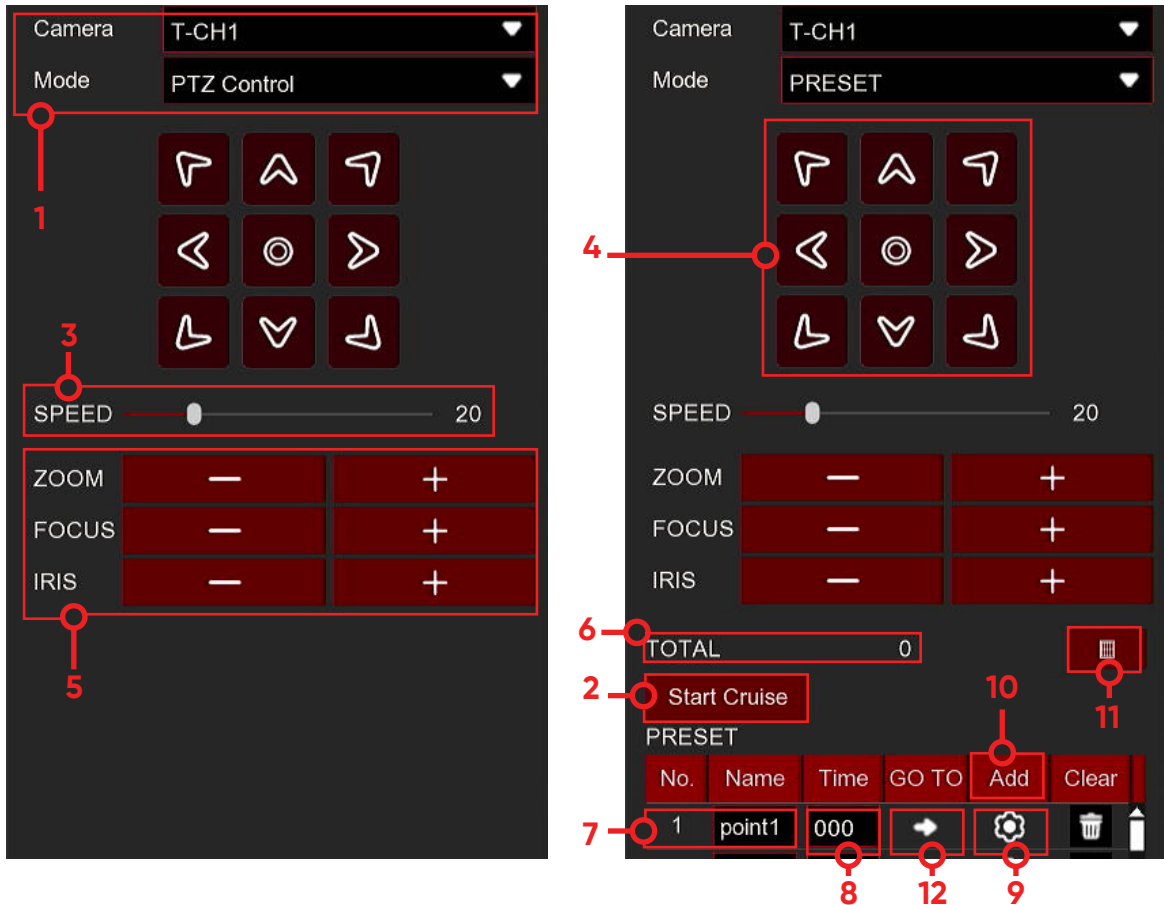 Camera T-CH1
Mode PTZ Control
1
3
SPEED 20
ZOOM
FOCUS
IRIS
5
Camera T-CH1
Mode PRESET
4
SPEED 20
ZOOM
FOCUS
IRIS
6 TOTAL 0
2 Start Cruise 10 11
PRESET
No. Name Time GO TO Add Clear
7 1 point1 000
8 12 9